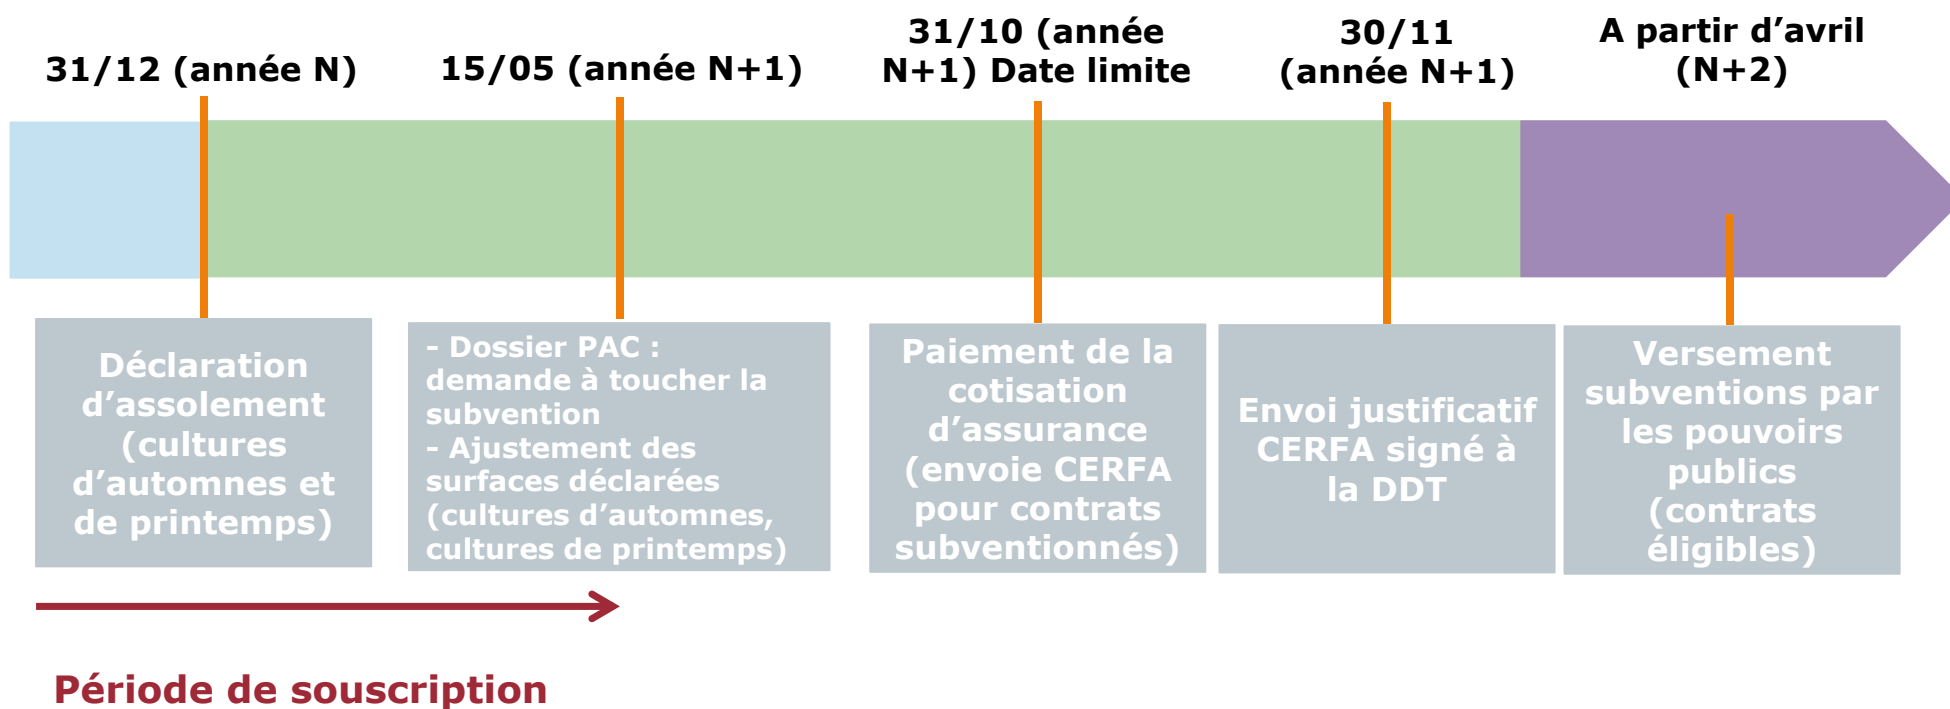 31/12 (année N)
15/05 (année N+1)
31/10 (année
N+1) Date limite
30/11
(année N+1)
A partir d’avril
(N+2)
Déclaration
d’assolement
(cultures
d’automnes et
de printemps)
- Dossier PAC :
demande à toucher la
subvention
- Ajustement des
surfaces déclarées
(cultures d’automnes,
cultures de printemps)
Paiement de la
cotisation
d’assurance
(envoie CERFA
pour contrats
subventionnés)
Envoi justificatif
CERFA signé à
la DDT
Versement
subventions par
les pouvoirs
publics
(contrats
éligibles)
Période de souscription